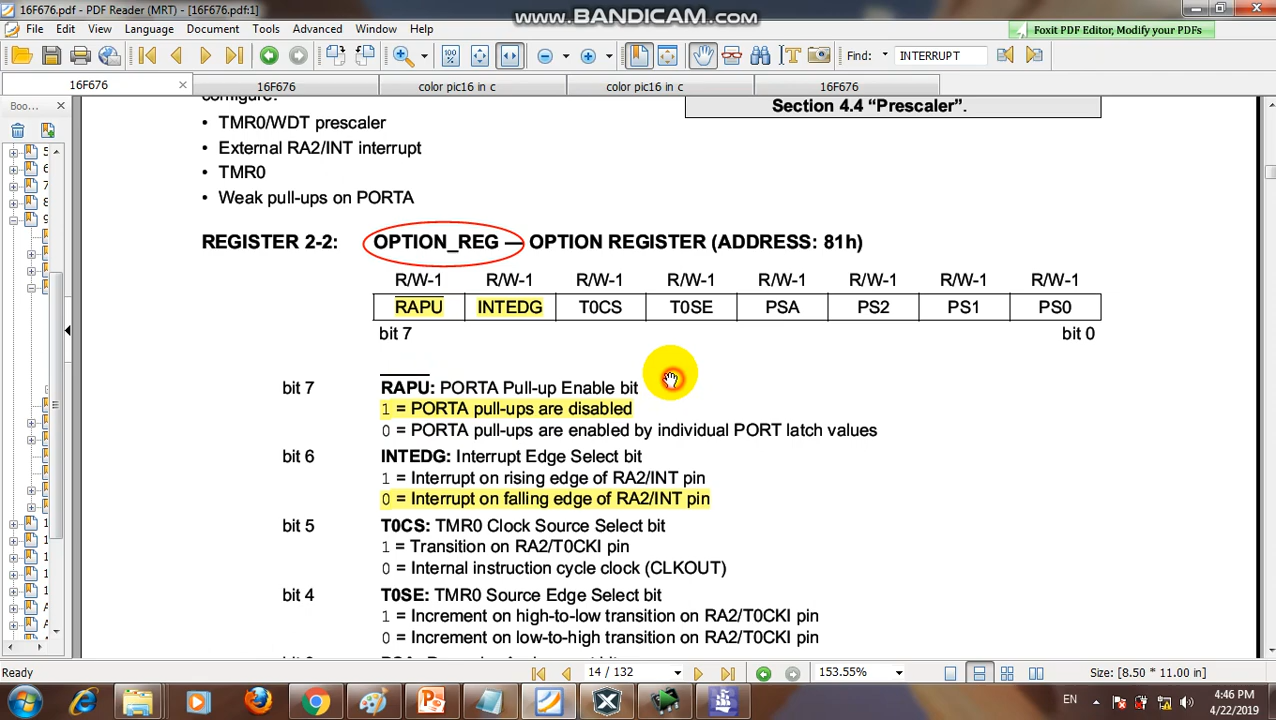 16F676.pdf - PDF Reader (MRT) - [16F676.pdf:1]
www.BANDICAM.com
File Edit View Language Document Tools Advanced Window Help
Foxit PDF Editor, Modify your PDFs
Find: INTERRUPT
16F676 16F676 color pic16 in c color pic16 in c 16F676
Boo...
configure:
Section 4.4 “Prescaler”.
• TMR0/WDT prescaler
• External RA2/INT interrupt
• TMR0
• Weak pull-ups on PORTA
REGISTER 2-2: OPTION_REG — OPTION REGISTER (ADDRESS: 81h)
R/W-1 R/W-1 R/W-1 R/W-1 R/W-1 R/W-1 R/W-1 R/W-1
RAPU INTEDG T0CS T0SE PSA PS2 PS1 PS0
bit 7 bit 0
bit 7 RAPU: PORTA Pull-up Enable bit
1 = PORTA pull-ups are disabled
0 = PORTA pull-ups are enabled by individual PORT latch values
bit 6 INTEDG: Interrupt Edge Select bit
1 = Interrupt on rising edge of RA2/INT pin
0 = Interrupt on falling edge of RA2/INT pin
bit 5 T0CS: TMR0 Clock Source Select bit
1 = Transition on RA2/T0CKI pin
0 = Internal instruction cycle clock (CLKOUT)
bit 4 T0SE: TMR0 Source Edge Select bit
1 = Increment on high-to-low transition on RA2/T0CKI pin
0 = Increment on low-to-high transition on RA2/T0CKI pin
Ready 14 / 132 153.55% Size: [8.50 * 11.00 in]
EN 4:46 PM
4/22/2019